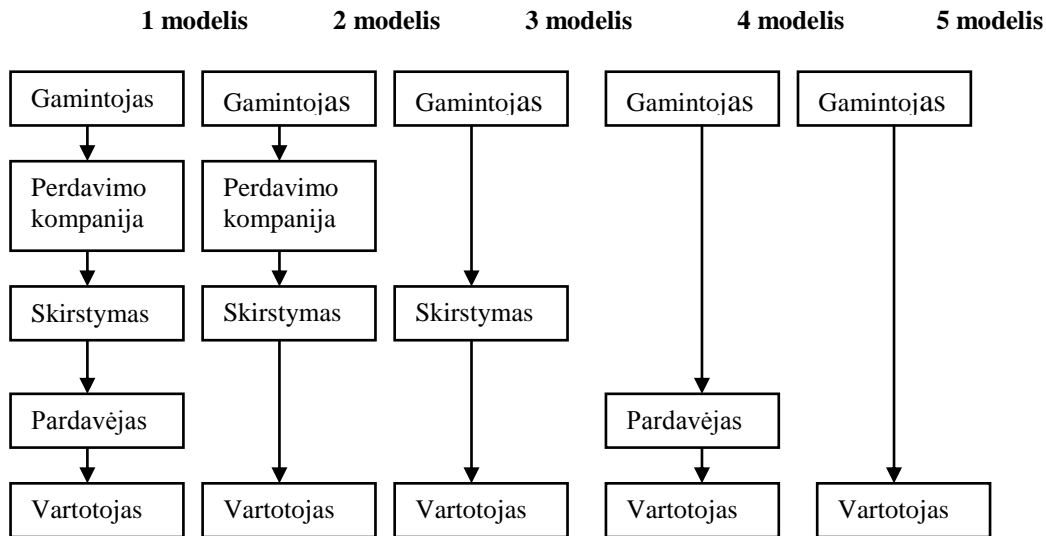 1 modelis 2 modelis 3 modelis 4 modelis 5 modelis
Gamintojas Gamintojas Gamintojas Gamintojas Gamintojas
Perdavimo kompanija
Perdavimo kompanija
Skirstymas Skirstymas Skirstymas
Pardavėjas Pardavėjas
Vartotojas Vartotojas Vartotojas Vartotojas Vartotojas